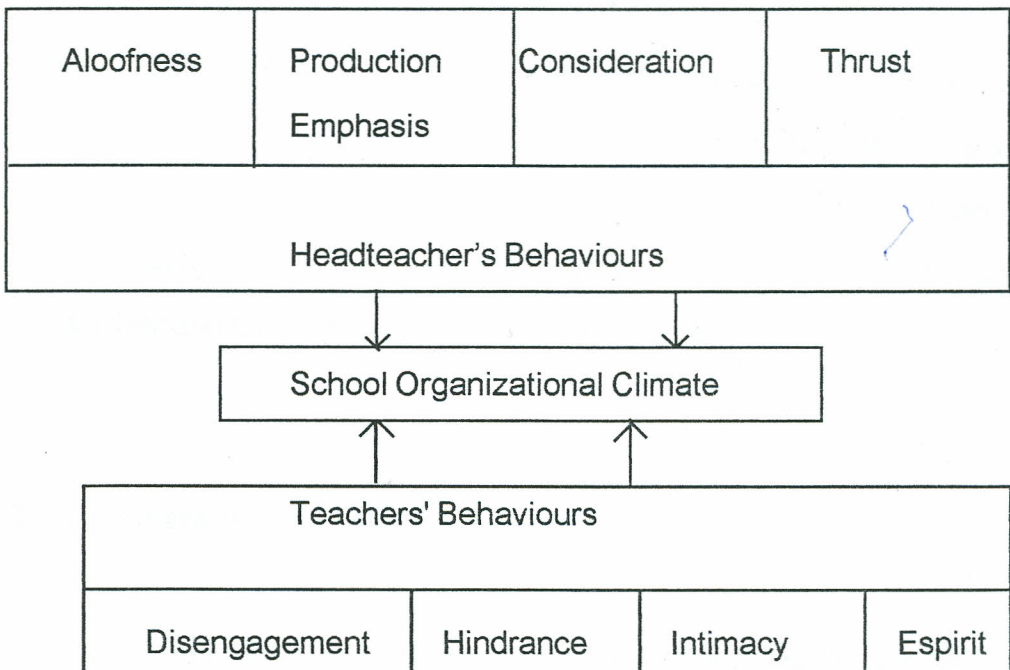 Aloofness
Production
Emphasis
Consideration
Thrust
Headteacher's Behaviours
School Organizational Climate
Teachers' Behaviours
Disengagement
Hindrance
Intimacy
Espirit